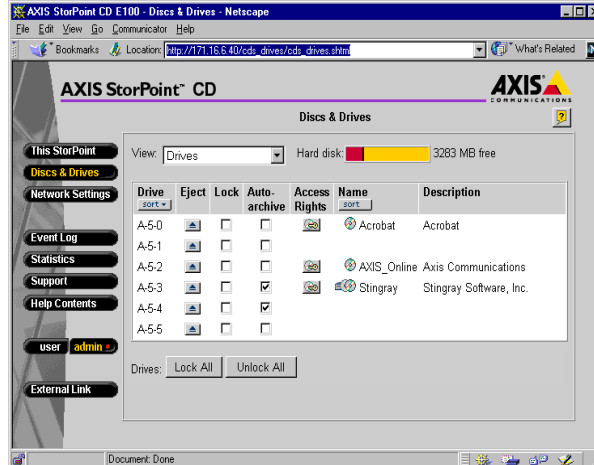 AXIS StorPoint CD E100 - Discs & Drives - Netscape
File Edit View Go Communicator Help
Bookmarks Location: http://171.16.6.40/cds_drives/cds_drives.shtm What's Related
AXIS StorPoint™ CD
AXIS
COMMUNICATIONS
Discs & Drives
?
This StorPoint
View: Drives Hard disk: 3283 MB free
Discs & Drives
Network Settings
Drive Eject Lock Auto-archive Access Rights Name Description
sort sort
A-5-0 Acrobat Acrobat
A-5-1
Event Log
A-5-2 AXIS_Online Axis Communications
Statistics
A-5-3 Stingray Stingray Software, Inc.
Support
A-5-4
Help Contents
A-5-5
user admin
Drives: Lock All Unlock All
External Link
Document: Done